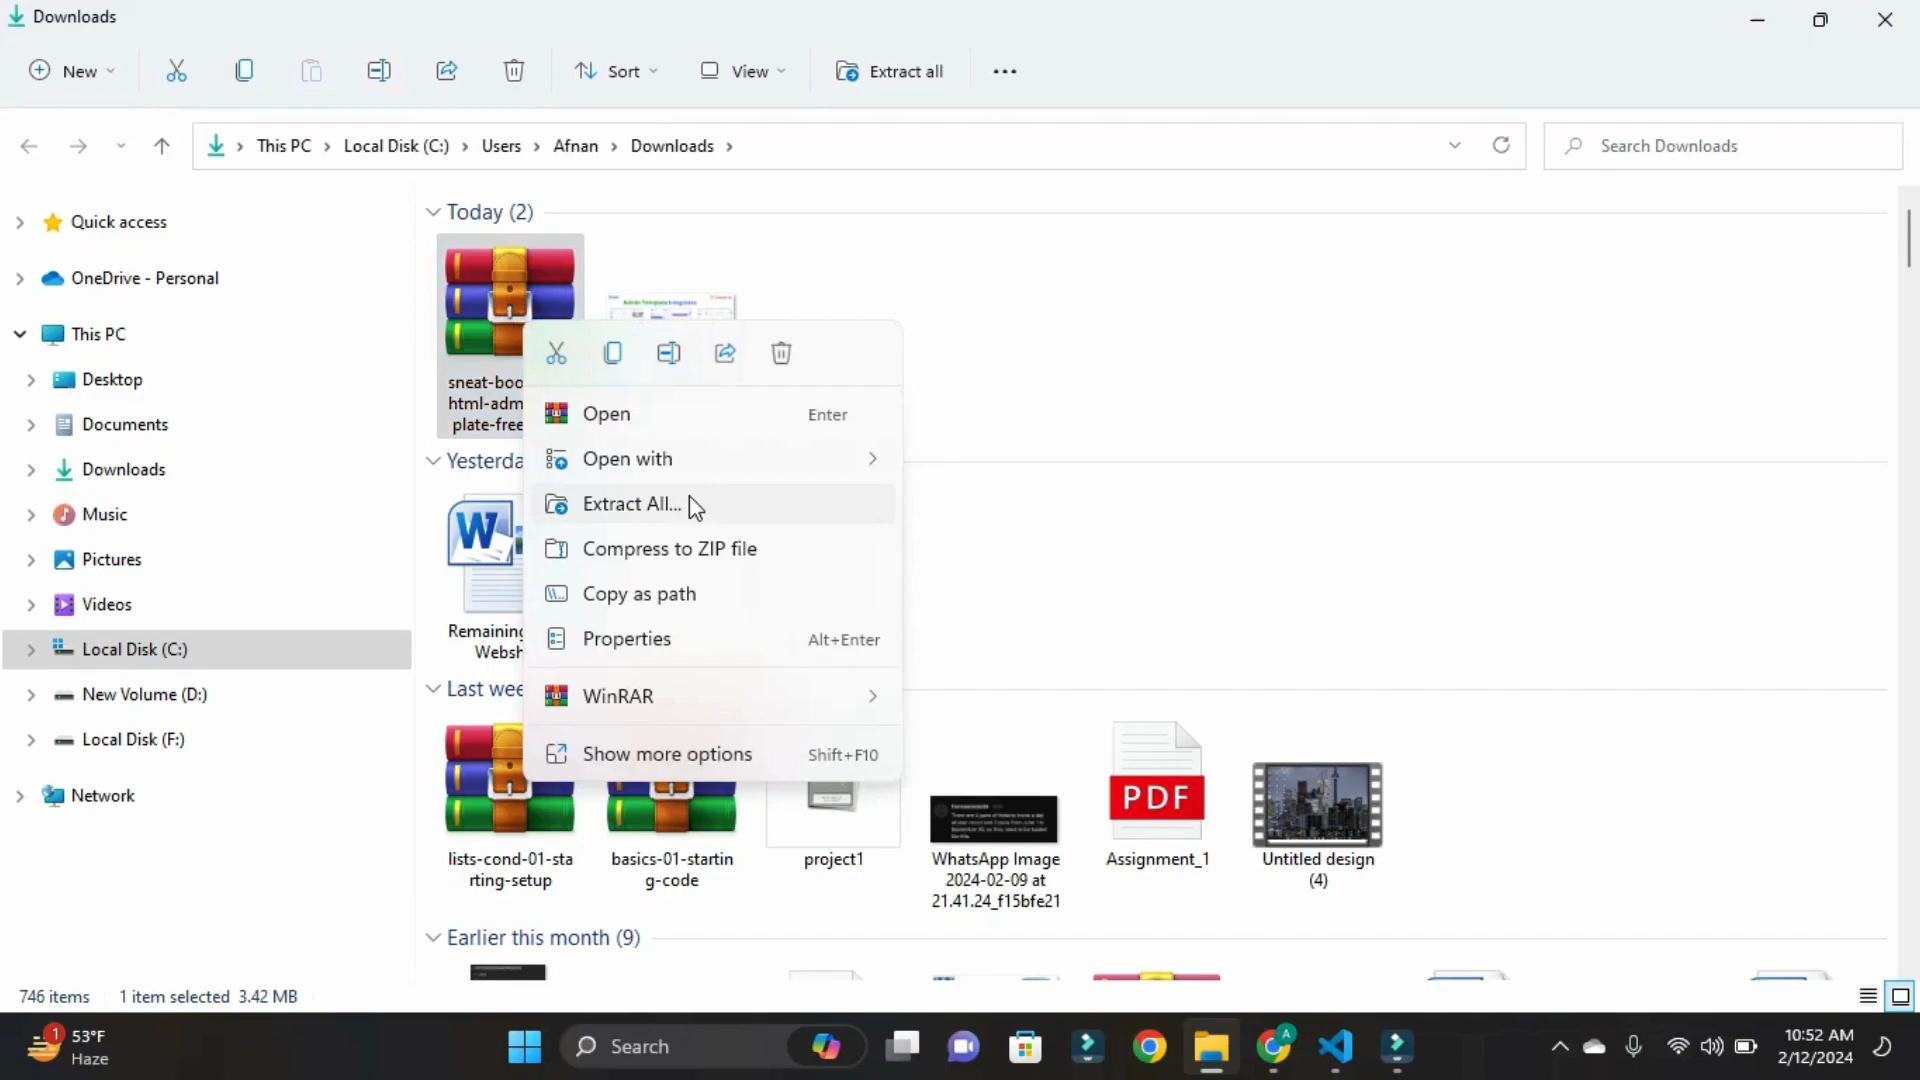 Downloads
New
Sort
View
Extract all
This PC
Local Disk (C:)
Users
Afnan
Downloads
Search Downloads
Quick access
OneDrive - Personal
This PC
Desktop
Documents
Downloads
Music
Pictures
Videos
Local Disk (C:)
New Volume (D:)
Local Disk (F:)
Network
Today (2)
Admin Template Integration
sneat-boo
html-adm
plate-free
Open Enter
Open with
Extract All...
Compress to ZIP file
Copy as path
Properties Alt+Enter
WinRAR
Show more options Shift+F10
Yesterda
W
Remaining
Websh
Last wee
PDF
lists-cond-01-sta
rting-setup
basics-01-startin
g-code
project1
WhatsApp Image
2024-02-09 at
21.41.24_f15bfe21
Assignment_1
Untitled design
(4)
Earlier this month (9)
746 items 1 item selected 3.42 MB
1
53°F
Haze
Search
A
10:52 AM
2/12/2024